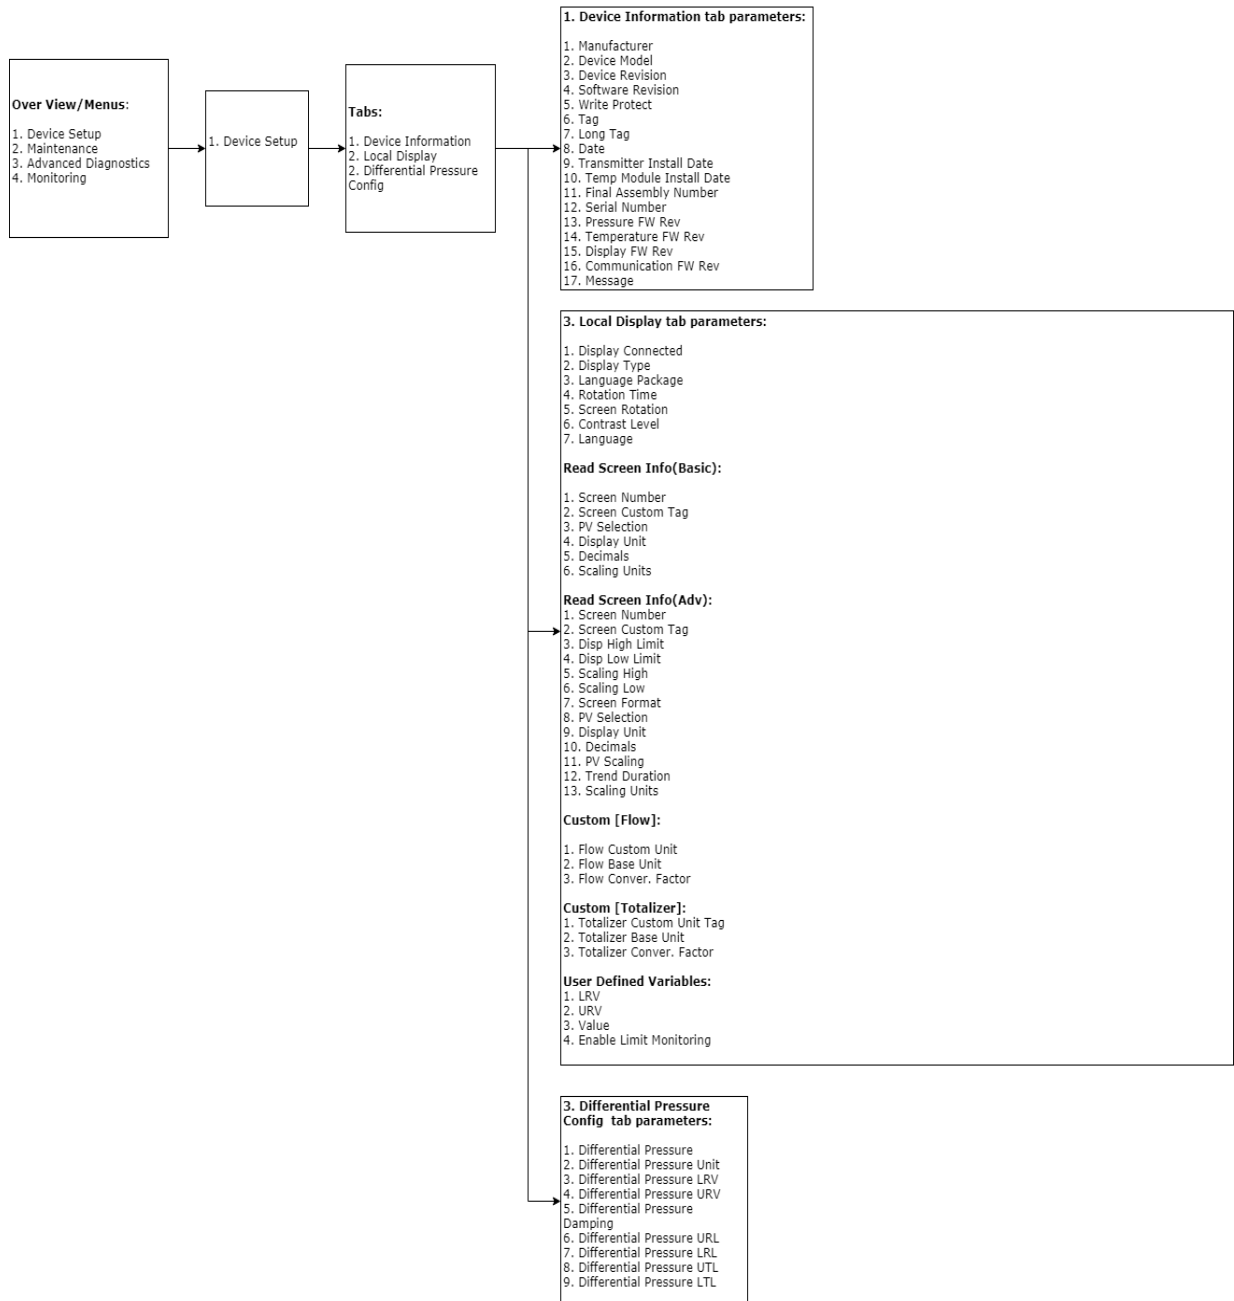 Over View/Menus:
1. Device Setup
2. Maintenance
3. Advanced Diagnostics
4. Monitoring
1. Device Setup
Tabs:
1. Device Information
2. Local Display
2. Differential Pressure
Config
1. Device Information tab parameters:
1. Manufacturer
2. Device Model
3. Device Revision
4. Software Revision
5. Write Protect
6. Tag
7. Long Tag
8. Date
9. Transmitter Install Date
10. Temp Module Install Date
11. Final Assembly Number
12. Serial Number
13. Pressure FW Rev
14. Temperature FW Rev
15. Display FW Rev
16. Communication FW Rev
17. Message
3. Local Display tab parameters:
1. Display Connected
2. Display Type
3. Language Package
4. Rotation Time
5. Screen Rotation
6. Contrast Level
7. Language
Read Screen Info(Basic):
1. Screen Number
2. Screen Custom Tag
3. PV Selection
4. Display Unit
5. Decimals
6. Scaling Units
Read Screen Info(Adv):
1. Screen Number
2. Screen Custom Tag
3. Disp High Limit
4. Disp Low Limit
5. Scaling High
6. Scaling Low
7. Screen Format
8. PV Selection
9. Display Unit
10. Decimals
11. PV Scaling
12. Trend Duration
13. Scaling Units
Custom [Flow]:
1. Flow Custom Unit
2. Flow Base Unit
3. Flow Conver. Factor
Custom [Totalizer]:
1. Totalizer Custom Unit Tag
2. Totalizer Base Unit
3. Totalizer Conver. Factor
User Defined Variables:
1. LRV
2. URV
3. Value
4. Enable Limit Monitoring
3. Differential Pressure
Config  tab parameters:
1. Differential Pressure
2. Differential Pressure Unit
3. Differential Pressure LRV
4. Differential Pressure URV
5. Differential Pressure
Damping
6. Differential Pressure URL
7. Differential Pressure LRL
8. Differential Pressure UTL
9. Differential Pressure LTL